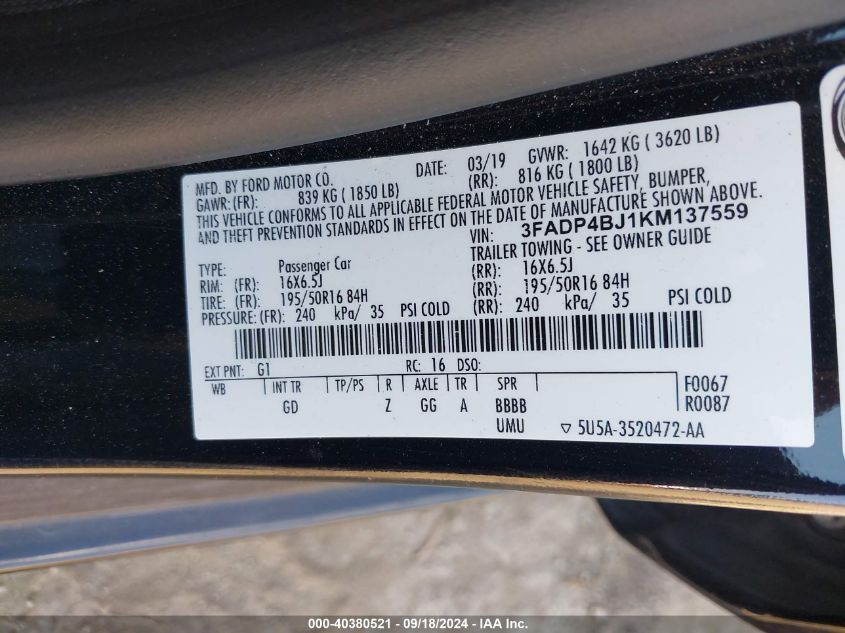 MFD. BY FORD MOTOR CO. DATE: 03/19 GVWR: 1642 KG ( 3620 LB)
GAWR: (FR): 839 KG ( 1850 LB) (RR): 816 KG ( 1800 LB)
THIS VEHICLE CONFORMS TO ALL APPLICABLE FEDERAL MOTOR VEHICLE SAFETY, BUMPER,
AND THEFT PREVENTION STANDARDS IN EFFECT ON THE DATE OF MANUFACTURE SHOWN ABOVE.
VIN: 3FADP4BJ1KM137559
TRAILER TOWING - SEE OWNER GUIDE
TYPE: Passenger Car
RIM: (FR): 16X6.5J (RR): 16X6.5J
TIRE: (FR): 195/50R16 84H (RR): 195/50R16 84H
PRESSURE: (FR): 240 kPa/ 35 PSI COLD (RR): 240 kPa/ 35 PSI COLD
EXT PNT: G1 RC: 16 DSO:
WB INT TR TP/PS R AXLE TR SPR F0067
GD Z GG A BBBB R0087
UMU ▽ 5U5A-3520472-AA
000-40380521 - 09/18/2024 - IAA Inc.